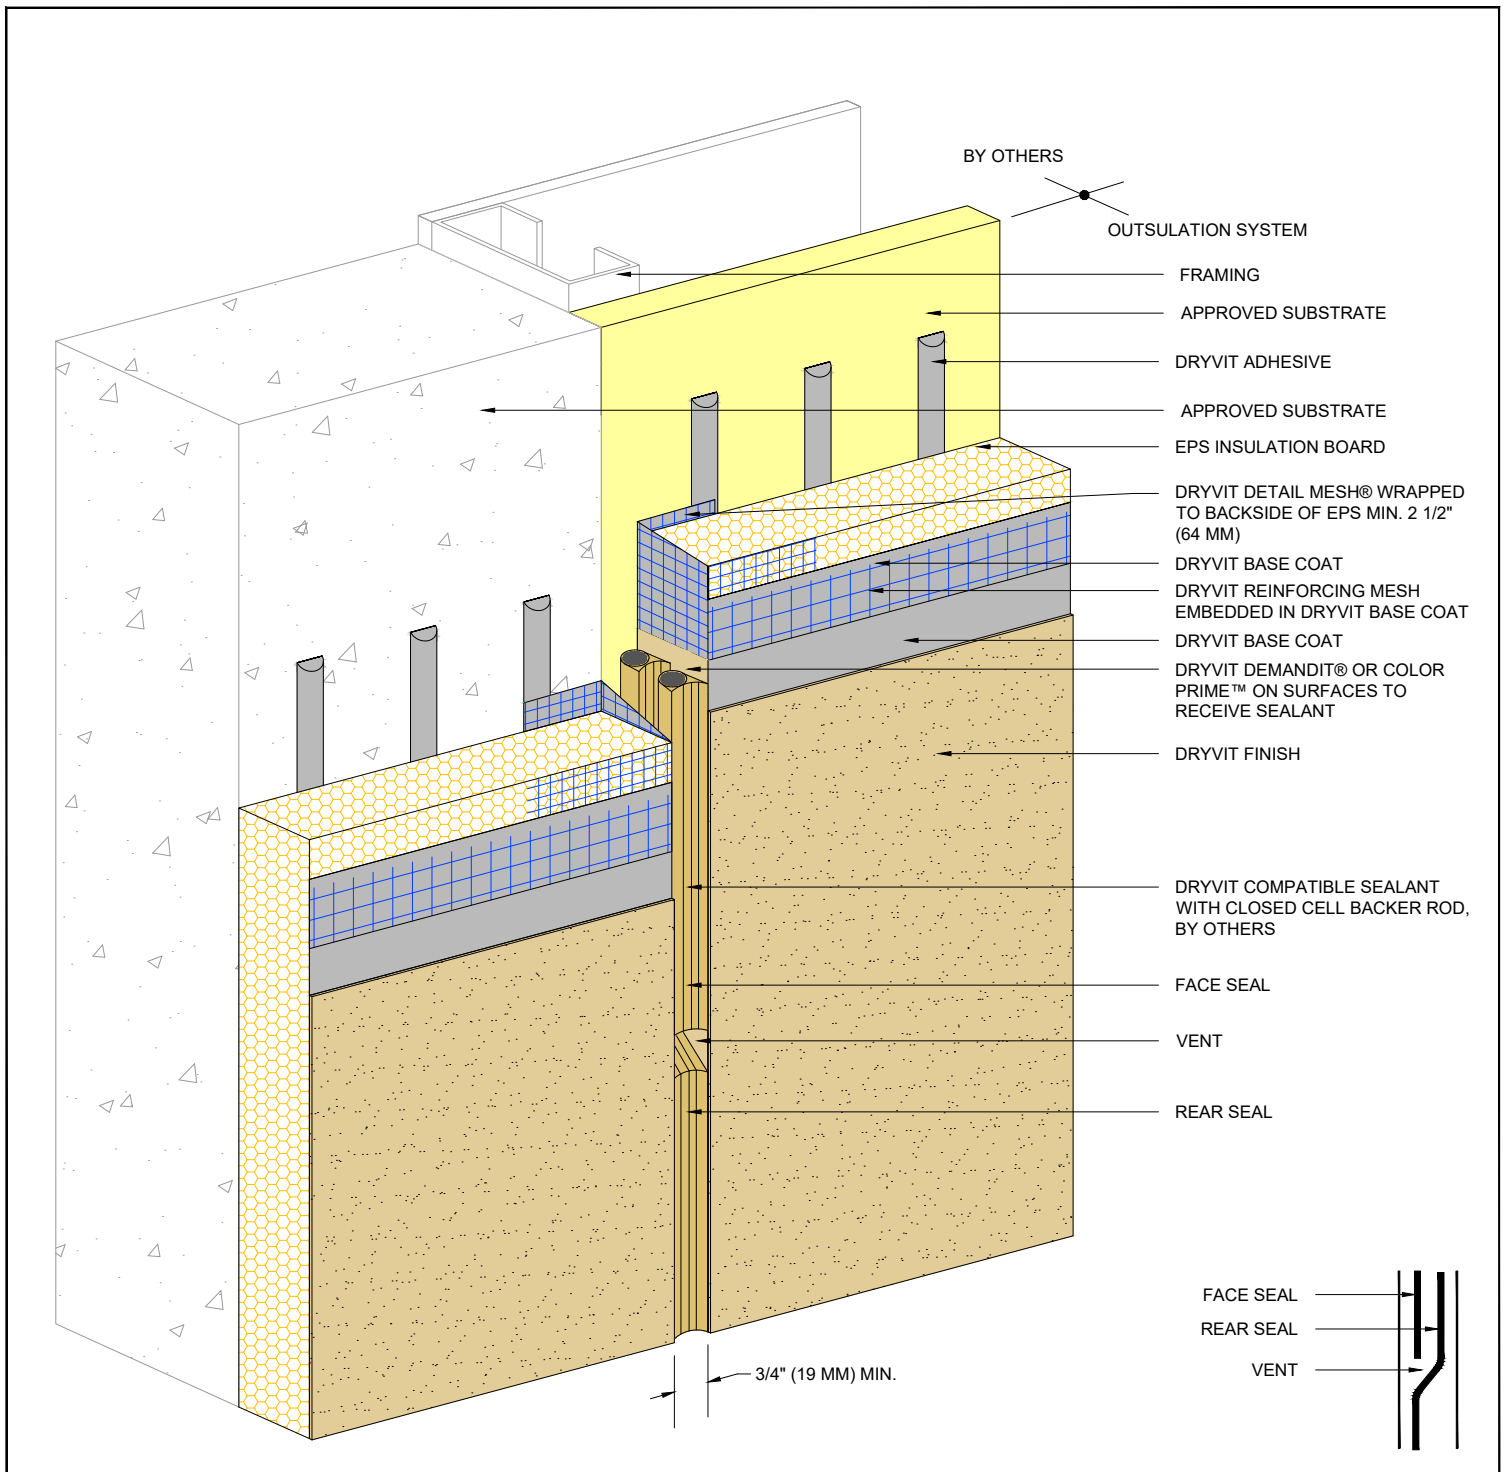 BY OTHERS
OUTSULATION SYSTEM
FRAMING
APPROVED SUBSTRATE
DRYVIT ADHESIVE
APPROVED SUBSTRATE
EPS INSULATION BOARD
DRYVIT DETAIL MESH® WRAPPED
TO BACKSIDE OF EPS MIN. 2 1/2"
(64 MM)
DRYVIT BASE COAT
DRYVIT REINFORCING MESH
EMBEDDED IN DRYVIT BASE COAT
DRYVIT BASE COAT
DRYVIT DEMANDIT® OR COLOR
PRIME™ ON SURFACES TO
RECEIVE SEALANT
DRYVIT FINISH
DRYVIT COMPATIBLE SEALANT
WITH CLOSED CELL BACKER ROD,
BY OTHERS
FACE SEAL
VENT
REAR SEAL
FACE SEAL
REAR SEAL
VENT
3/4" (19 MM) MIN.